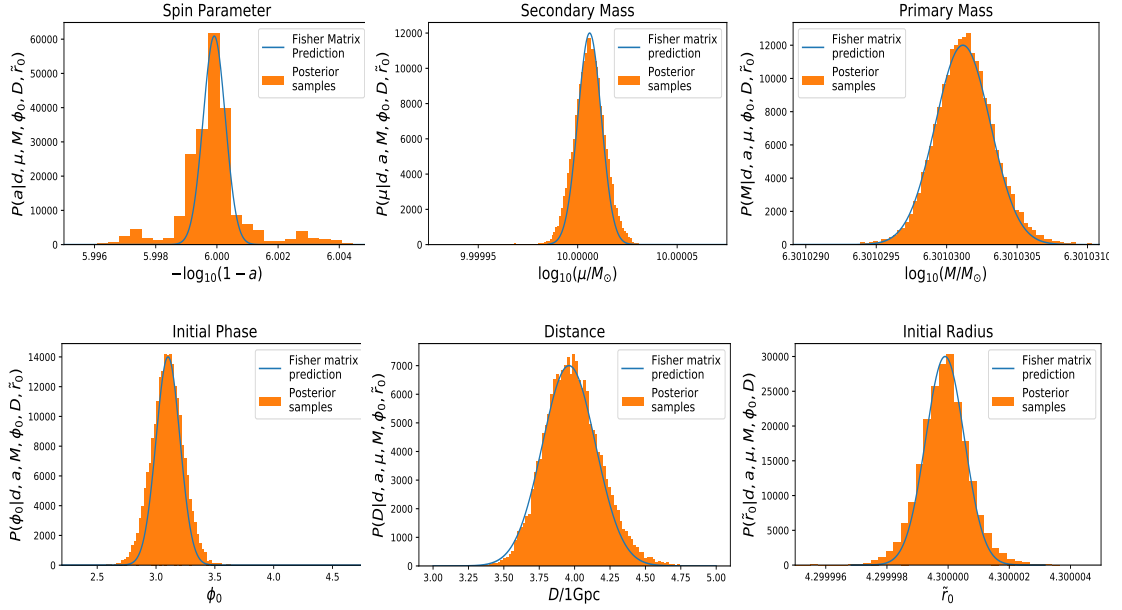 Spin Parameter
Secondary Mass
Primary Mass
P(a|d, μ, M, ϕ₀, D, r̃₀)
60000
50000
40000
30000
20000
10000
0
Fisher Matrix
Prediction
Posterior
samples
5.996
5.998
6.000
6.002
6.004
−log₁₀(1 − a)
P(μ|d, a, M, ϕ₀, D, r̃₀)
12000
10000
8000
6000
4000
2000
0
Fisher matrix
prediction
Posterior
samples
9.99995
10.00000
10.00005
log₁₀(μ/M⊙)
P(M|d, a, μ, ϕ₀, D, r̃₀)
12000
10000
8000
6000
4000
2000
0
Fisher matrix
prediction
Posterior
samples
6.3010290
6.3010295
6.3010300
6.3010305
6.3010310
log₁₀(M/M⊙)
Initial Phase
Distance
Initial Radius
P(ϕ₀|d, a, M, ϕ₀, D, r̃₀)
14000
12000
10000
8000
6000
4000
2000
0
Fisher matrix
prediction
Posterior
samples
2.5
3.0
3.5
4.0
4.5
ϕ₀
P(D|d, a, μ, M, ϕ₀, r̃₀)
7000
6000
5000
4000
3000
2000
1000
0
Fisher matrix
prediction
Posterior
samples
3.00
3.25
3.50
3.75
4.00
4.25
4.50
4.75
5.00
D/1Gpc
P(r̃₀|d, a, μ, M, ϕ₀, D)
30000
25000
20000
15000
10000
5000
0
Fisher matrix
prediction
Posterior
samples
4.299996
4.299998
4.300000
4.300002
4.300004
r̃₀